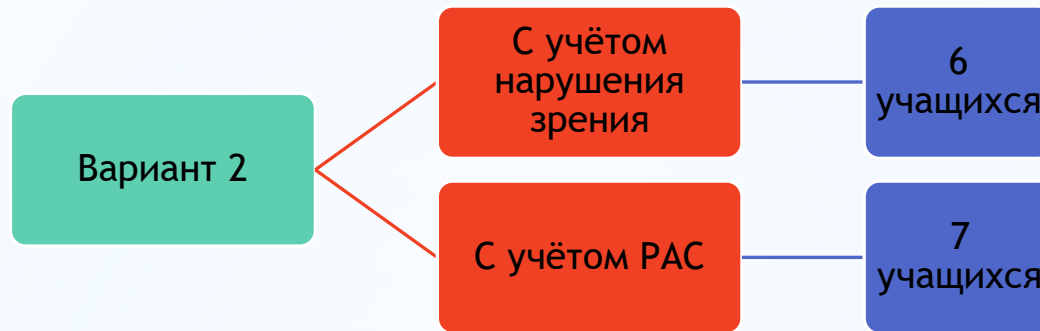 Вариант 2
С учётом
нарушения
зрения
6
учащихся
С учётом РАС
7
учащихся